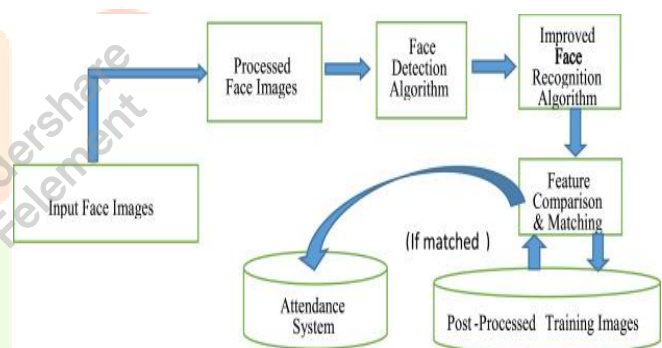 Improved
Face
Face
Processed
Detection
Recognition
Face Images
Algorithm
Algorithm
Input Face Images
Feature
Comparison
& Matching
(If matched )
Attendance
System
Post -Processed Training Images
Felement